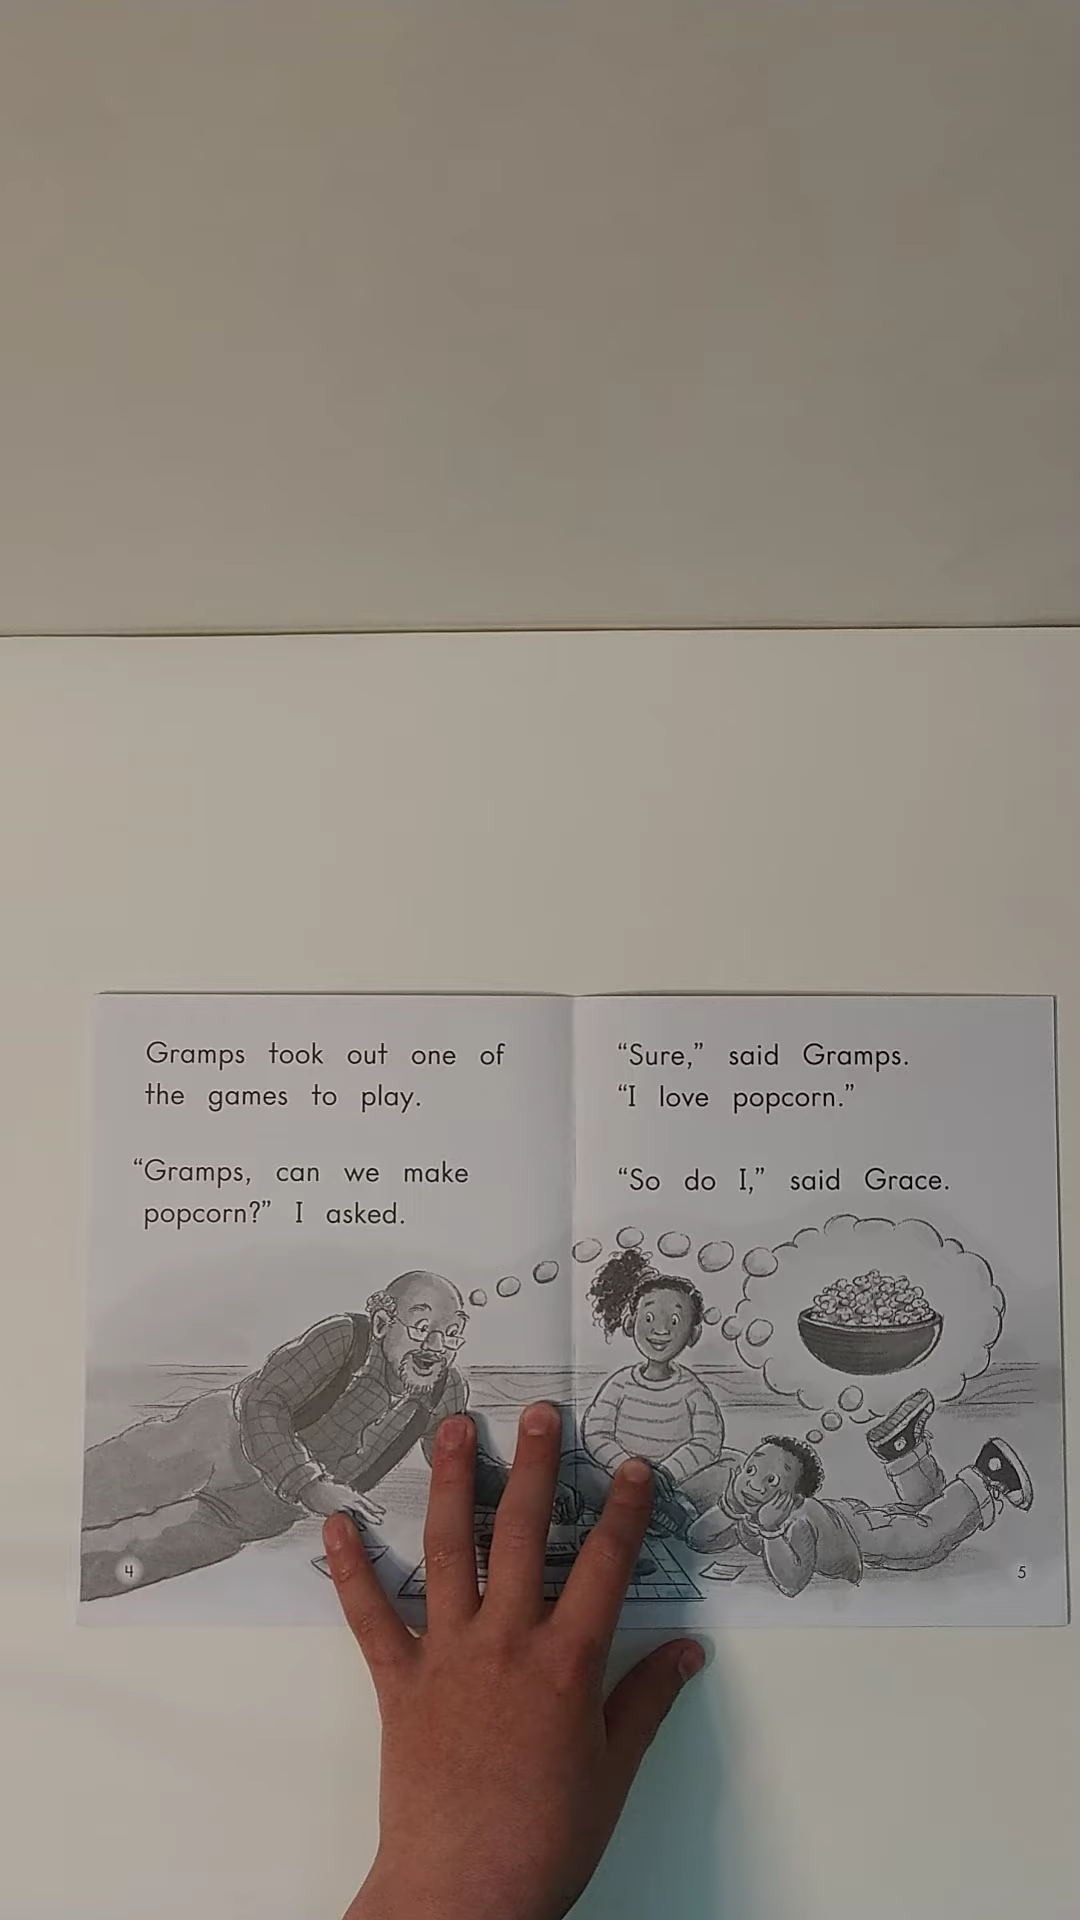 Gramps took out one of
the games to play.
“Gramps, can we make
popcorn?” I asked.
4
“Sure,” said Gramps.
“I love popcorn.”
“So do I,” said Grace.
5